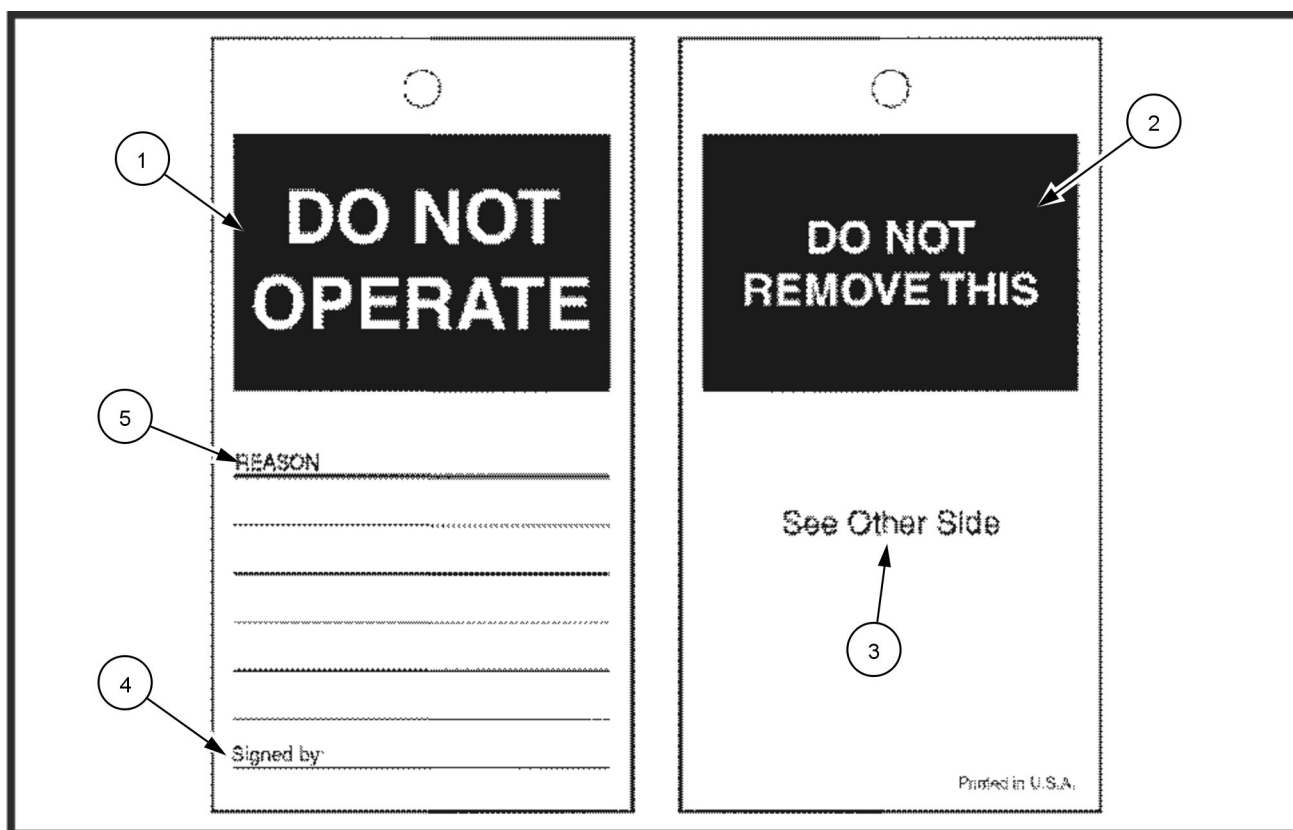 1
DO NOT
OPERATE
5
REASON
4
Signed by:
2
DO NOT
REMOVE THIS
See Other Side
3
Printed in U.S.A.